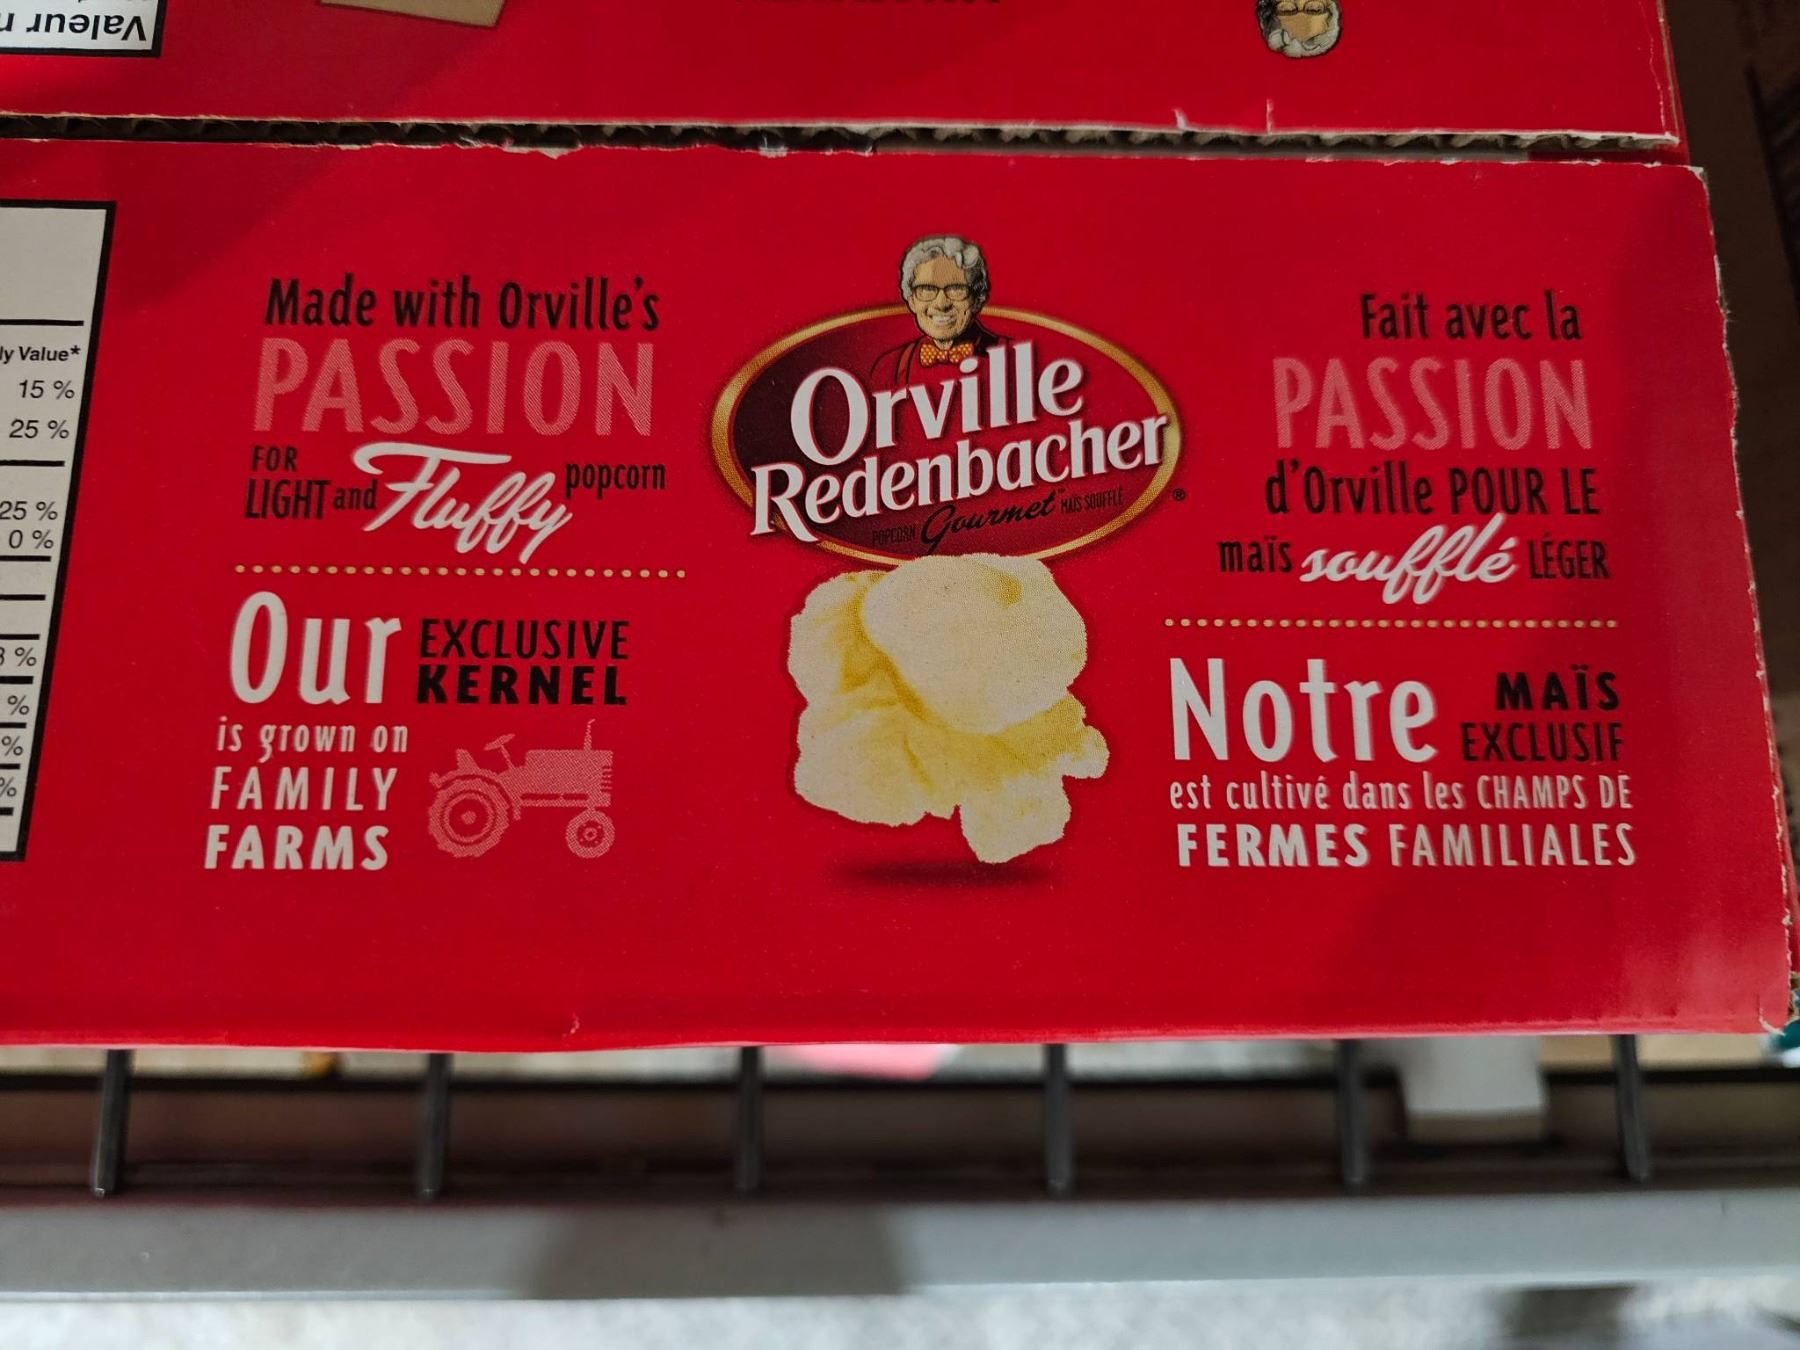 Valeur
ly Value*
15 %
25 %
25 %
0 %
%
%
%
%
Made with Orville's
PASSION
FOR
LIGHT and Fluffy popcorn
Our EXCLUSIVE
KERNEL
is grown on
FAMILY
FARMS
Orville
Redenbacher
POPCORN Gourmet™ MAÏS SOUFFLÉ ®
Fait avec la
PASSION
d'Orville POUR LE
maïs soufflé LÉGER
Notre MAÏS
EXCLUSIF
est cultivé dans les CHAMPS DE
FERMES FAMILIALES